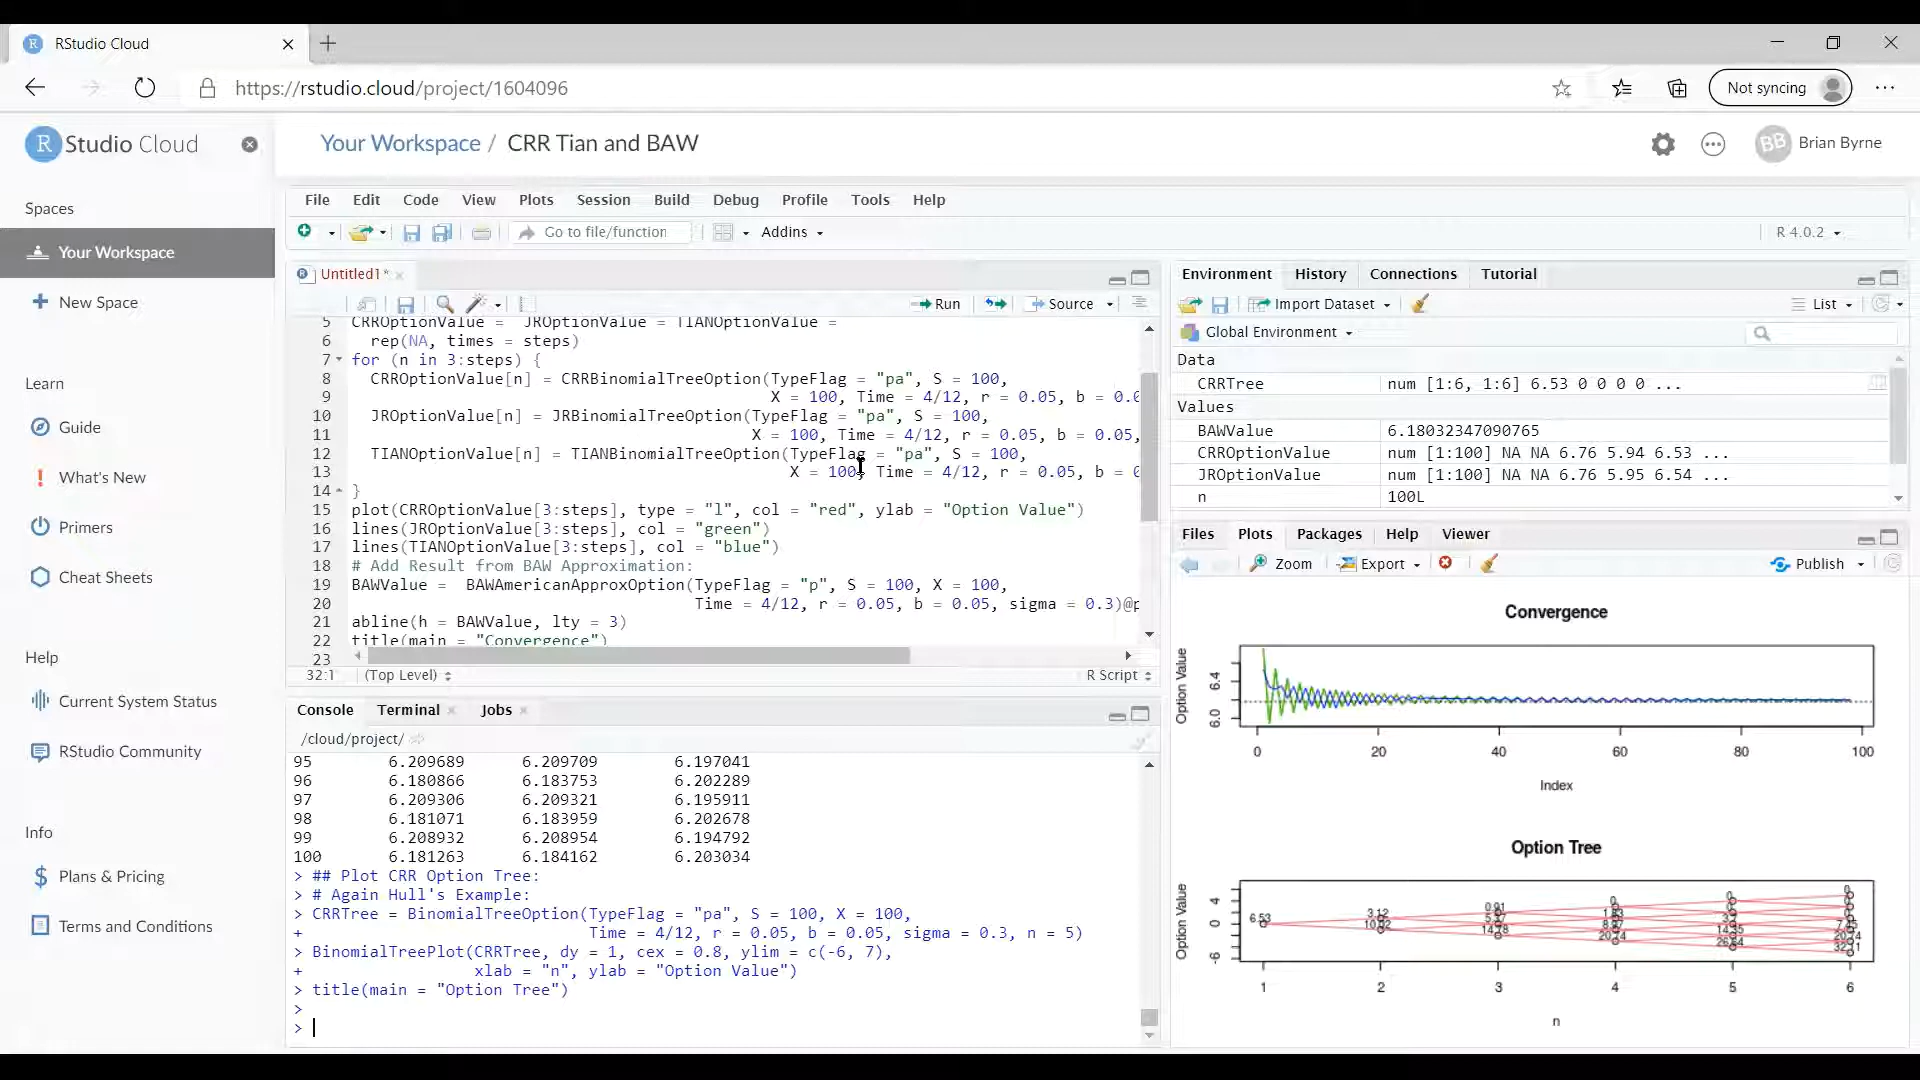 RStudio Cloud
https://rstudio.cloud/project/1604096
Not syncing
R Studio Cloud
Your Workspace / CRR Tian and BAW
BB Brian Byrne
Spaces
Your Workspace
New Space
Learn
Guide
What's New
Primers
Cheat Sheets
Help
Current System Status
RStudio Community
Info
Plans & Pricing
Terms and Conditions
File Edit Code View Plots Session Build Debug Profile Tools Help
Go to file/function Addins R 4.0.2
Untitled1*
Run Source
5 CRROptionValue = JROptionValue = TIANOptionValue =
6 rep(NA, times = steps)
7 for (n in 3:steps) {
8 CRROptionValue[n] = CRRBinomialTreeOption(TypeFlag = "pa", S = 100,
9 X = 100, Time = 4/12, r = 0.05, b = 0.0
10 JROptionValue[n] = JRBinomialTreeOption(TypeFlag = "pa", S = 100,
11 X = 100, Time = 4/12, r = 0.05, b = 0.05,
12 TIANOptionValue[n] = TIANBinomialTreeOption(TypeFlag = "pa", S = 100,
13 X = 100, Time = 4/12, r = 0.05, b = 0
14 }
15 plot(CRROptionValue[3:steps], type = "l", col = "red", ylab = "Option Value")
16 lines(JROptionValue[3:steps], col = "green")
17 lines(TIANOptionValue[3:steps], col = "blue")
18 # Add Result from BAW Approximation:
19 BAWValue = BAWAmericanApproxOption(TypeFlag = "p", S = 100, X = 100,
20 Time = 4/12, r = 0.05, b = 0.05, sigma = 0.3)@p
21 abline(h = BAWValue, lty = 3)
22 title(main = "Convergence")
23
32:1 (Top Level) R Script
Console Terminal Jobs
/cloud/project/
95 6.209689 6.209709 6.197041
96 6.180866 6.183753 6.202289
97 6.209306 6.209321 6.195911
98 6.181071 6.183959 6.202678
99 6.208932 6.208954 6.194792
100 6.181263 6.184162 6.203034
> ## Plot CRR Option Tree:
> # Again Hull's Example:
> CRRTree = BinomialTreeOption(TypeFlag = "pa", S = 100, X = 100,
+ Time = 4/12, r = 0.05, b = 0.05, sigma = 0.3, n = 5)
> BinomialTreePlot(CRRTree, dy = 1, cex = 0.8, ylim = c(-6, 7),
+ xlab = "n", ylab = "Option Value")
> title(main = "Option Tree")
>
>
Environment History Connections Tutorial
Import Dataset List
Global Environment
Data
CRRTree num [1:6, 1:6] 6.53 0 0 0 0 ...
Values
BAWValue 6.18032347090765
CRROptionValue num [1:100] NA NA 6.76 5.94 6.53 ...
JROptionValue num [1:100] NA NA 6.76 5.95 6.54 ...
n 100L
Files Plots Packages Help Viewer
Zoom Export Publish
Convergence
Option Value
6.4
6.0
0 20 40 60 80 100
Index
Option Tree
Option Value
4
0
-6
6.53
3.12
0.91
1 2 3 4 5 6
n